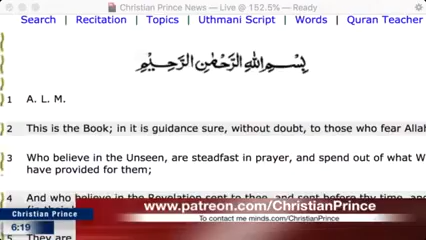 Christian Prince News — Live @ 152.5% — Ready
Search | Recitation | Topics | Uthmani Script | Words | Quran Teacher
بِسْمِ اللَّهِ الرَّحْمَٰنِ الرَّحِيمِ
1 A. L. M.
2 This is the Book; in it is guidance sure, without doubt, to those who fear Allah
3 Who believe in the Unseen, are steadfast in prayer, and spend out of what W
have provided for them;
4 And who believe in the Revelation sent to thee, and sent before thy time, and
www.patreon.com/ChristianPrince
Christian Prince
To contact me minds.com/ChristianPrince
6:19
5 They are